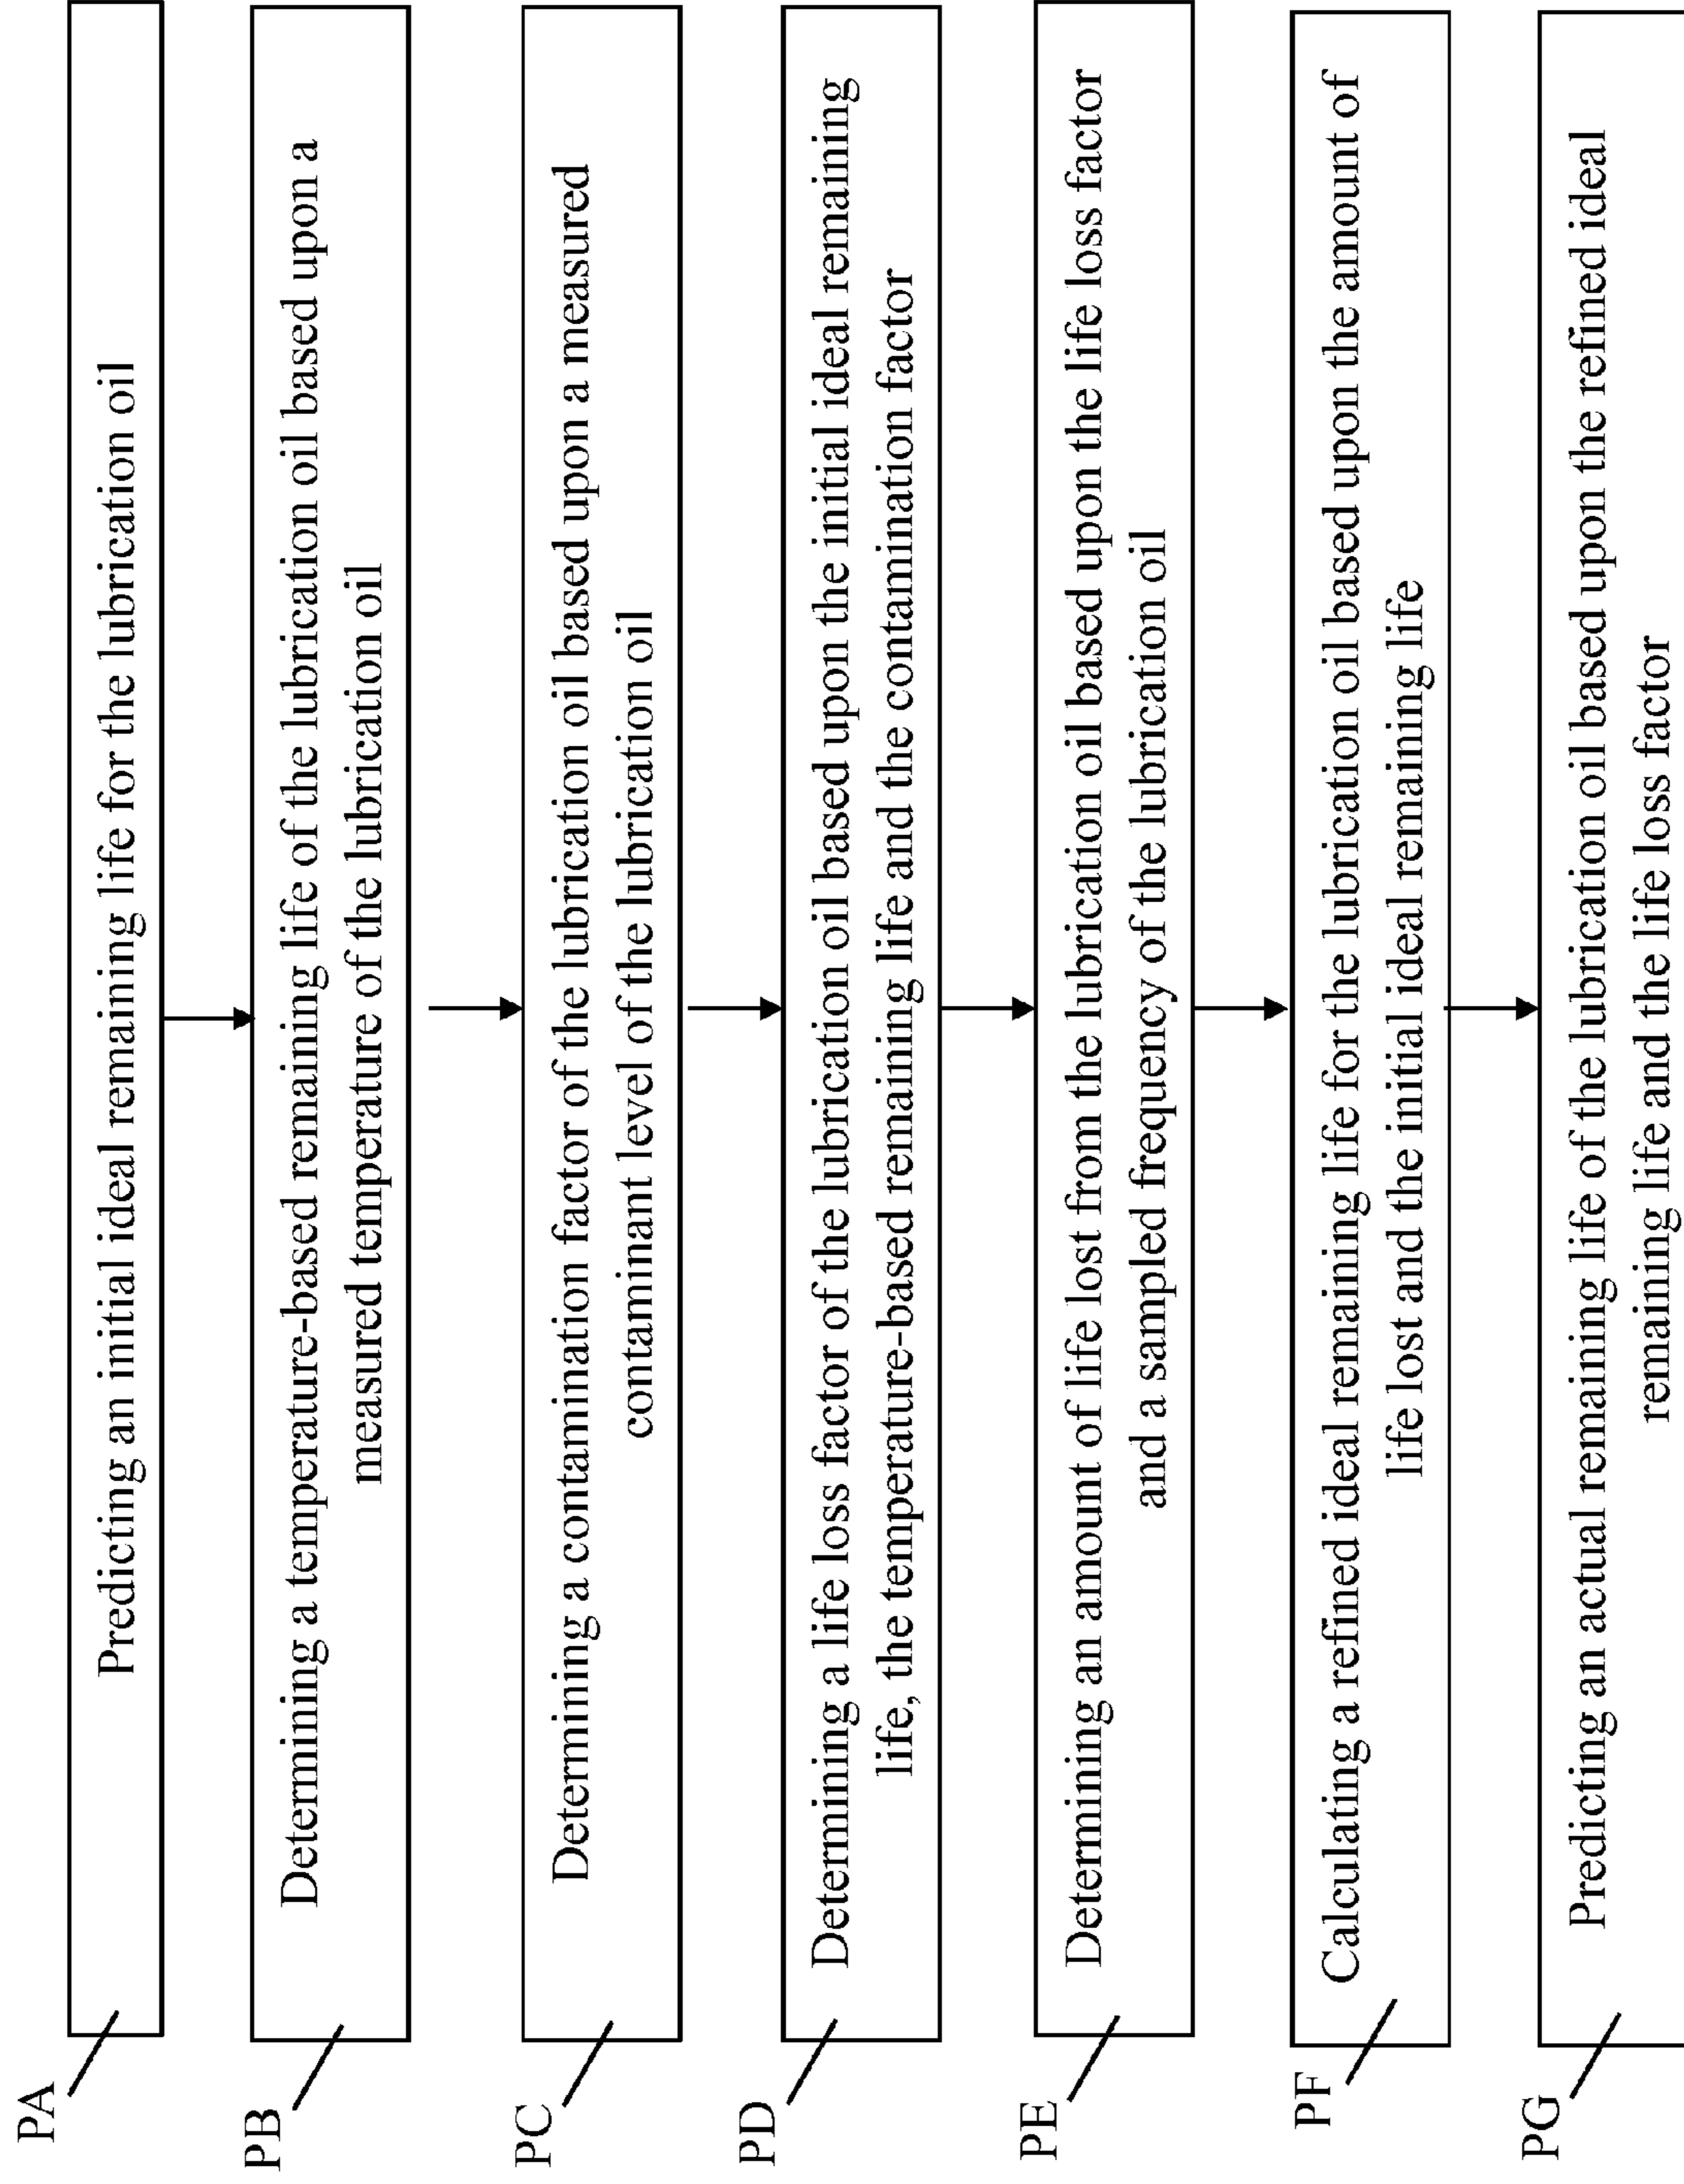 PA
Predicting an initial ideal remaining life for the lubrication oil
PB
Determining a temperature-based remaining life of the lubrication oil based upon a
measured temperature of the lubrication oil
PC
Determining a contamination factor of the lubrication oil based upon a measured
contaminant level of the lubrication oil
PD
Determining a life loss factor of the lubrication oil based upon the initial ideal remaining
life, the temperature-based remaining life and the contamination factor
PE
Determining an amount of life lost from the lubrication oil based upon the life loss factor
and a sampled frequency of the lubrication oil
PF
Calculating a refined ideal remaining life for the lubrication oil based upon the amount of
life lost and the initial ideal remaining life
PG
Predicting an actual remaining life of the lubrication oil based upon the refined ideal
remaining life and the life loss factor